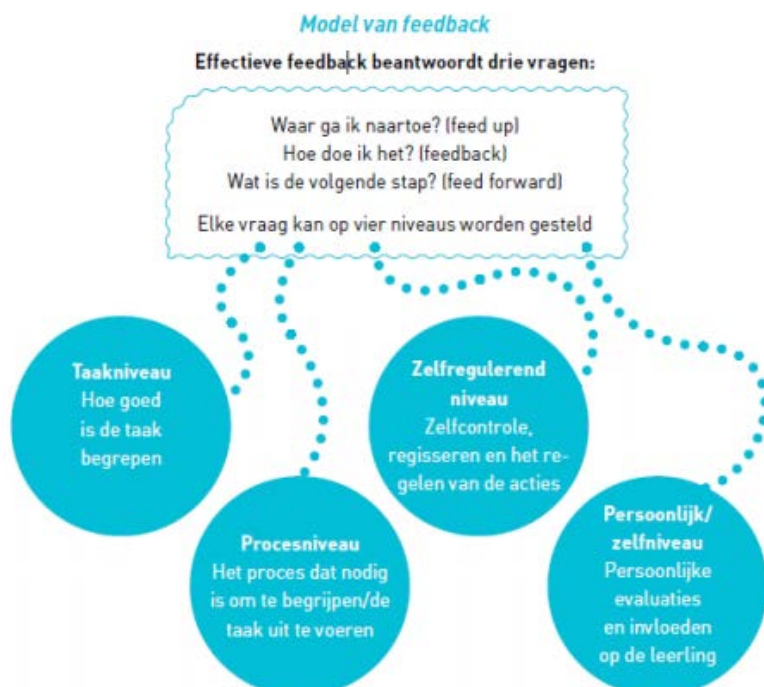 Model van feedback
Effectieve feedback beantwoordt drie vragen:
Waar ga ik naartoe? (feed up)
Hoe doe ik het? (feedback)
Wat is de volgende stap? (feed forward)
Elke vraag kan op vier niveaus worden gesteld
Taakniveau
Hoe goed
is de taak
begrepen
Procesniveau
Het proces dat nodig
is om te begrijpen/de
taak uit te voeren
Zelfregulerend
niveau
Zelfcontrole,
regisseren en het re-
gelen van de acties
Persoonlijk/
zelfniveau
Persoonlijke
evaluaties
en invloeden
op de leerling